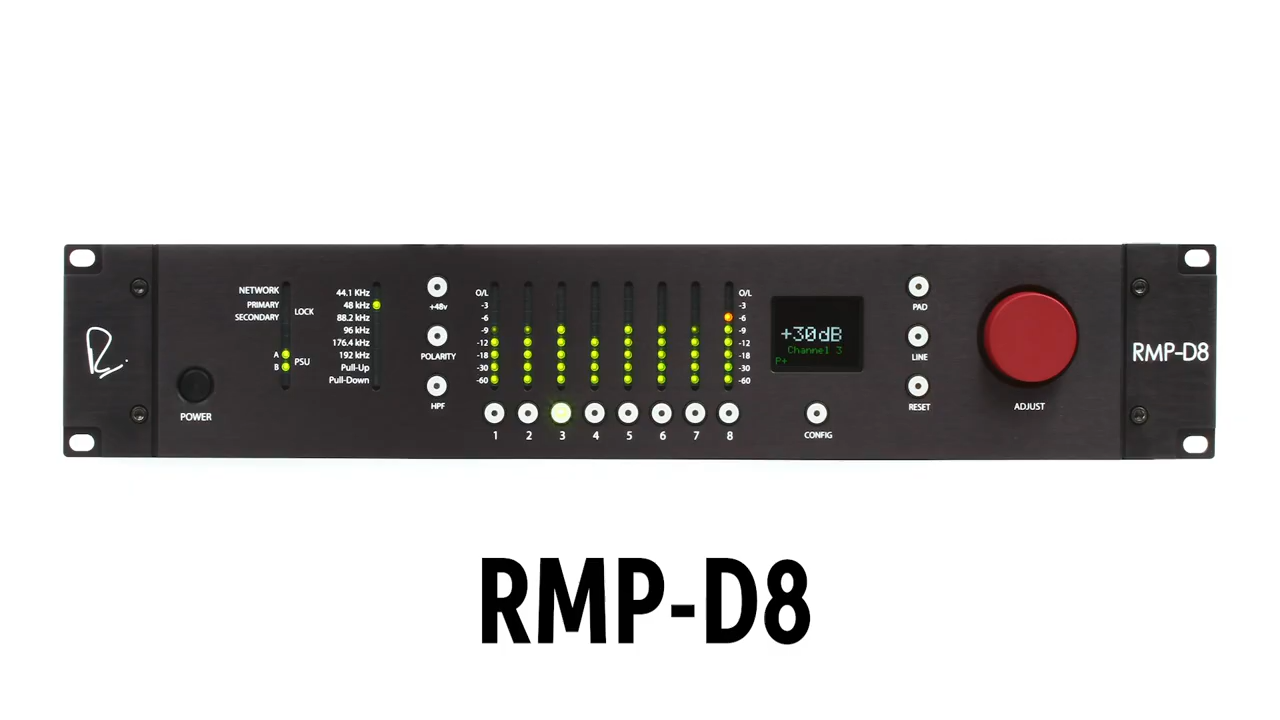 NETWORK
PRIMARY
SECONDARY
LOCK
A
B
PSU
POWER
44.1 KHz
48 kHz
88.2 kHz
96 kHz
176.4 kHz
192 kHz
Pull-Up
Pull-Down
+48v
POLARITY
HPF
O/L
-3
-6
-9
-12
-18
-30
-60
1 2 3 4 5 6 7 8
O/L
-3
-6
-9
-12
-18
-30
-60
+30dB
Channel 3
P+
CONFIG
PAD
LINE
RESET
ADJUST
RMP-D8
RMP-D8